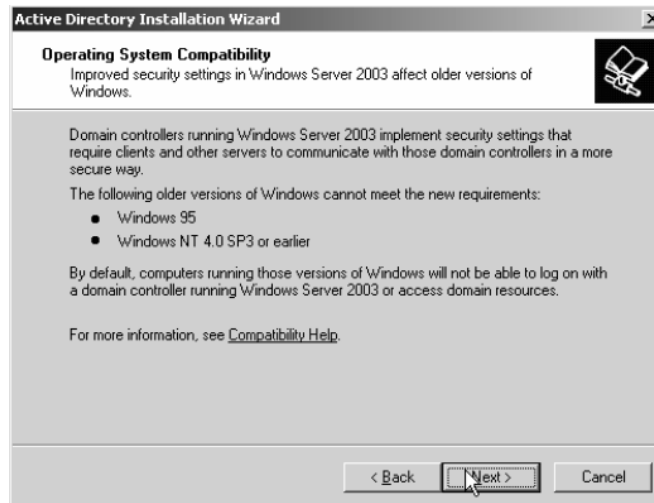 Active Directory Installation Wizard
Operating System Compatibility
Improved security settings in Windows Server 2003 affect older versions of
Windows.
Domain controllers running Windows Server 2003 implement security settings that
require clients and other servers to communicate with those domain controllers in a more
secure way.
The following older versions of Windows cannot meet the new requirements:
● Windows 95
● Windows NT 4.0 SP3 or earlier
By default, computers running those versions of Windows will not be able to log on with
a domain controller running Windows Server 2003 or access domain resources.
For more information, see Compatibility Help.
< Back Next > Cancel